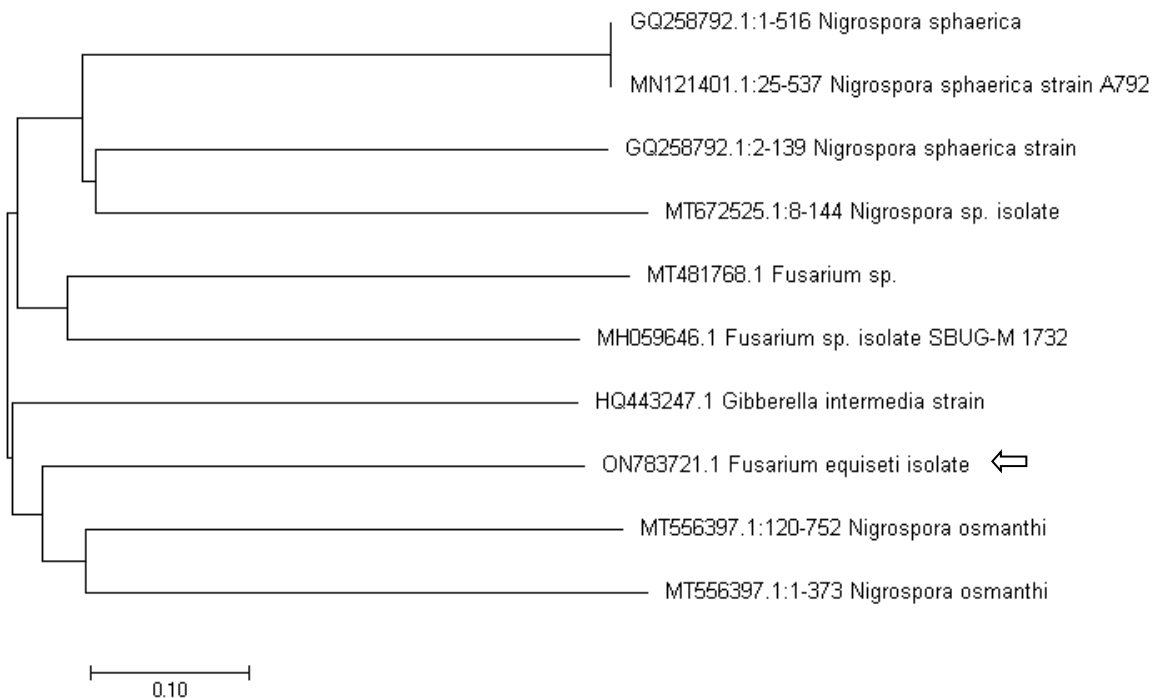 GQ258792.1:1-516 Nigrospora sphaerica
MN121401.1:25-537 Nigrospora sphaerica strain A792
GQ258792.1:2-139 Nigrospora sphaerica strain
MT672525.1:8-144 Nigrospora sp. isolate
MT481768.1 Fusarium sp.
MH059646.1 Fusarium sp. isolate SBUG-M 1732
HQ443247.1 Gibberella intermedia strain
ON783721.1 Fusarium equiseti isolate
MT556397.1:120-752 Nigrospora osmanthi
MT556397.1:1-373 Nigrospora osmanthi
0.10